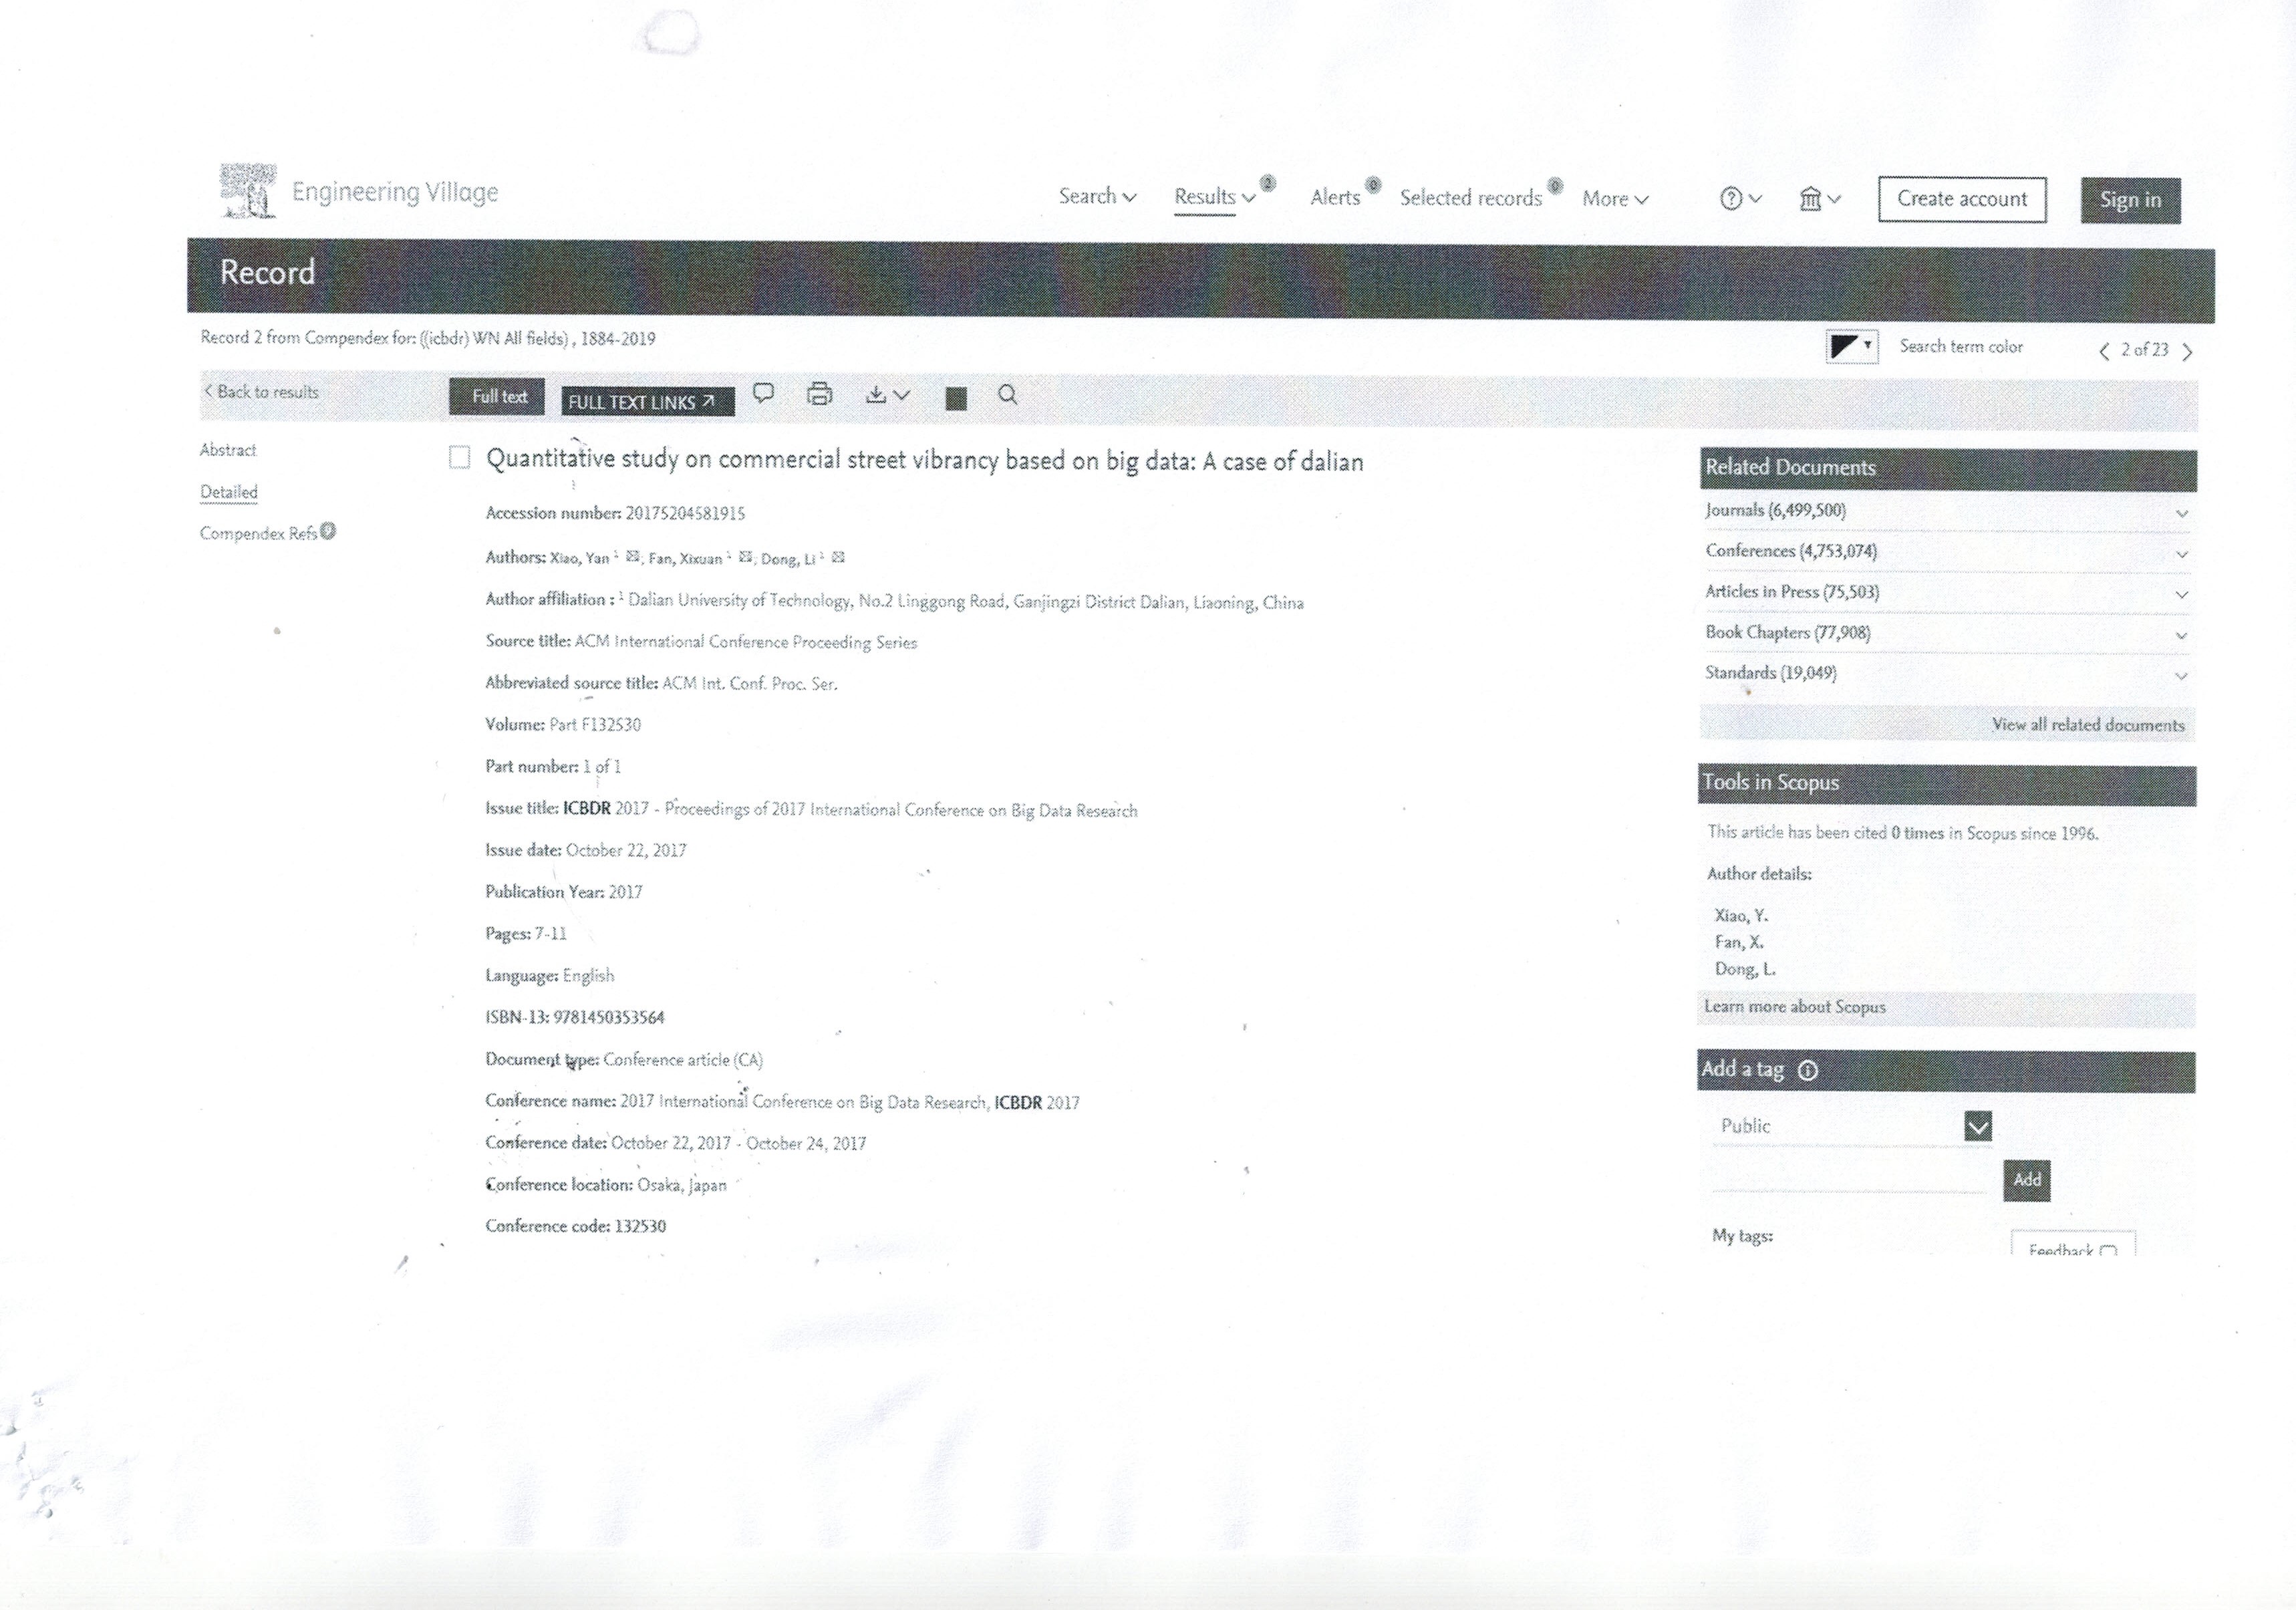 Engineering Village
Search Results 2 Alerts 0 Selected records 0 More Create account Sign in
Record
Record 2 from Compendex for: ((icbdr) WN All fields) , 1884-2019
Search term color 2 of 23
Back to results Full text FULL TEXT LINKS
Abstract
Detailed
Compendex Refs
Quantitative study on commercial street vibrancy based on big data: A case of dalian
Accession number: 20175204581915
Authors: Xiao, Yan 1 ; Fan, Xixuan 1 ; Dong, Li 1
Author affiliation : 1 Dalian University of Technology, No.2 Linggong Road, Ganjingzi District Dalian, Liaoning, China
Source title: ACM International Conference Proceeding Series
Abbreviated source title: ACM Int. Conf. Proc. Ser.
Volume: Part F132530
Part number: 1 of 1
Issue title: ICBDR 2017 - Proceedings of 2017 International Conference on Big Data Research
Issue date: October 22, 2017
Publication Year: 2017
Pages: 7-11
Language: English
ISBN-13: 9781450353564
Document type: Conference article (CA)
Conference name: 2017 International Conference on Big Data Research, ICBDR 2017
Conference date: October 22, 2017 - October 24, 2017
Conference location: Osaka, Japan
Conference code: 132530
Related Documents
Journals (6,499,500)
Conferences (4,753,074)
Articles in Press (75,503)
Book Chapters (77,908)
Standards (19,049)
View all related documents
Tools in Scopus
This article has been cited 0 times in Scopus since 1996.
Author details:
Xiao, Y.
Fan, X.
Dong, L.
Learn more about Scopus
Add a tag
Public
Add
My tags:
Feedback